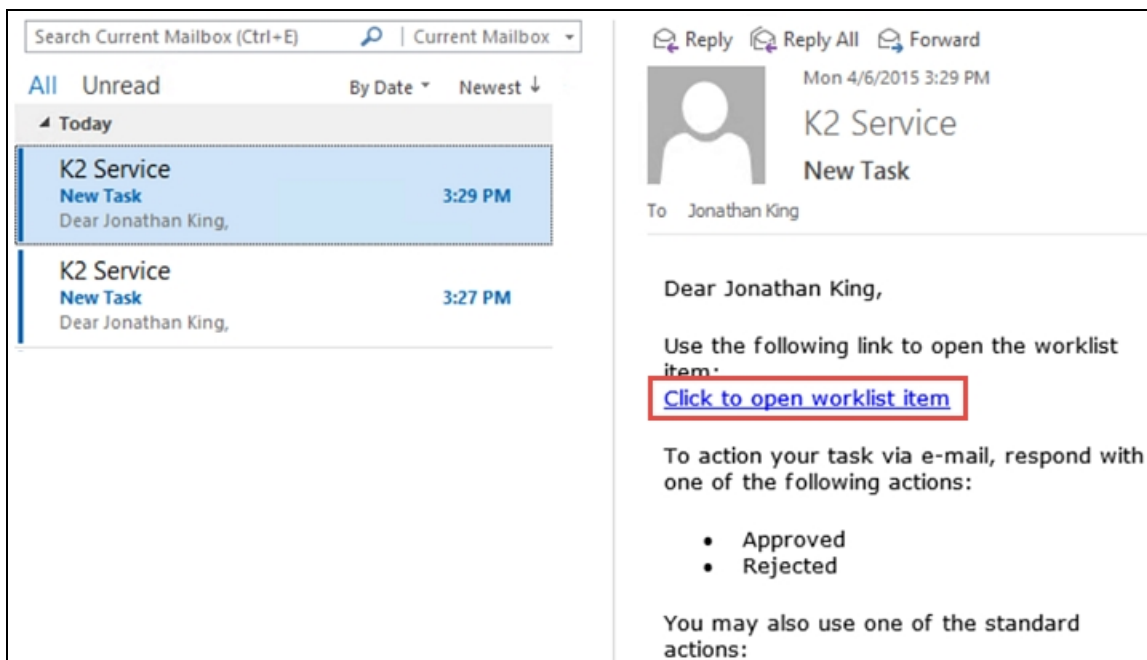 Search Current Mailbox (Ctrl+E) Current Mailbox
All Unread By Date Newest ↓
Today
K2 Service
New Task 3:29 PM
Dear Jonathan King,
K2 Service
New Task 3:27 PM
Dear Jonathan King,
Reply Reply All Forward
Mon 4/6/2015 3:29 PM
K2 Service
New Task
To Jonathan King
Dear Jonathan King,
Use the following link to open the worklist
item:
Click to open worklist item
To action your task via e-mail, respond with
one of the following actions:
• Approved
• Rejected
You may also use one of the standard
actions: